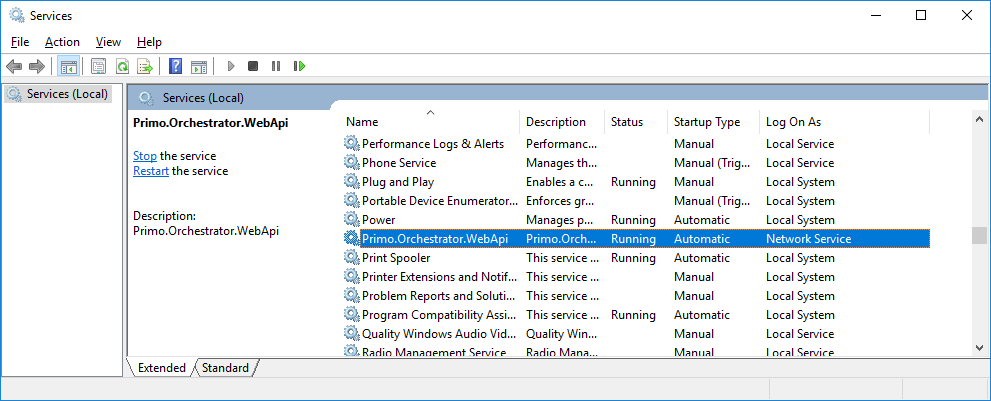 Services
File Action View Help
Services (Local)
Services (Local)
Primo.Orchestrator.WebApi
Stop the service
Restart the service
Description:
Primo.Orchestrator.WebApi
Name Description Status Startup Type Log On As
Performance Logs & Alerts Performanc... Manual Local Service
Phone Service Manages th... Manual (Trig... Local Service
Plug and Play Enables a c... Running Manual Local System
Portable Device Enumerator... Enforces gr... Manual (Trig... Local System
Power Manages p... Running Automatic Local System
Primo.Orchestrator.WebApi Primo.Orch... Running Automatic Network Service
Print Spooler This service ... Running Automatic Local System
Printer Extensions and Notif... This service ... Manual Local System
Problem Reports and Soluti... This service ... Manual Local System
Program Compatibility Assi... This service ... Running Automatic Local System
Quality Windows Audio Vid... Quality Win... Manual Local Service
Radio Management Service Radio Mana... Manual Local Service
Extended Standard